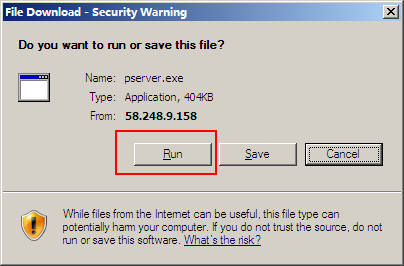 File Download - Security Warning
Do you want to run or save this file?
Name: pserver.exe
Type: Application, 404KB
From: 58.248.9.158
Run Save Cancel
While files from the Internet can be useful, this file type can
potentially harm your computer. If you do not trust the source, do not
run or save this software. What's the risk?